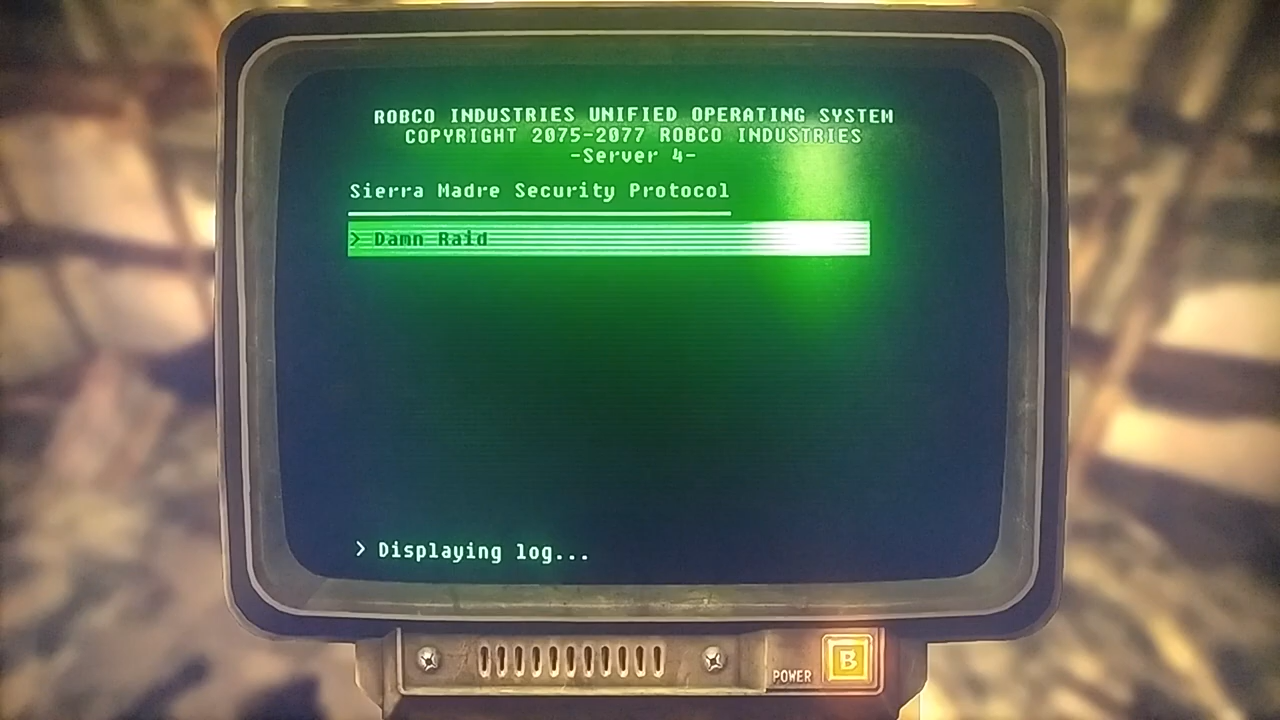 ROBCO INDUSTRIES UNIFIED OPERATING SYSTEM
COPYRIGHT 2075-2077 ROBCO INDUSTRIES
-Server 4-
Sierra Madre Security Protocol
> Damn Raid
> Displaying log...
POWER
B